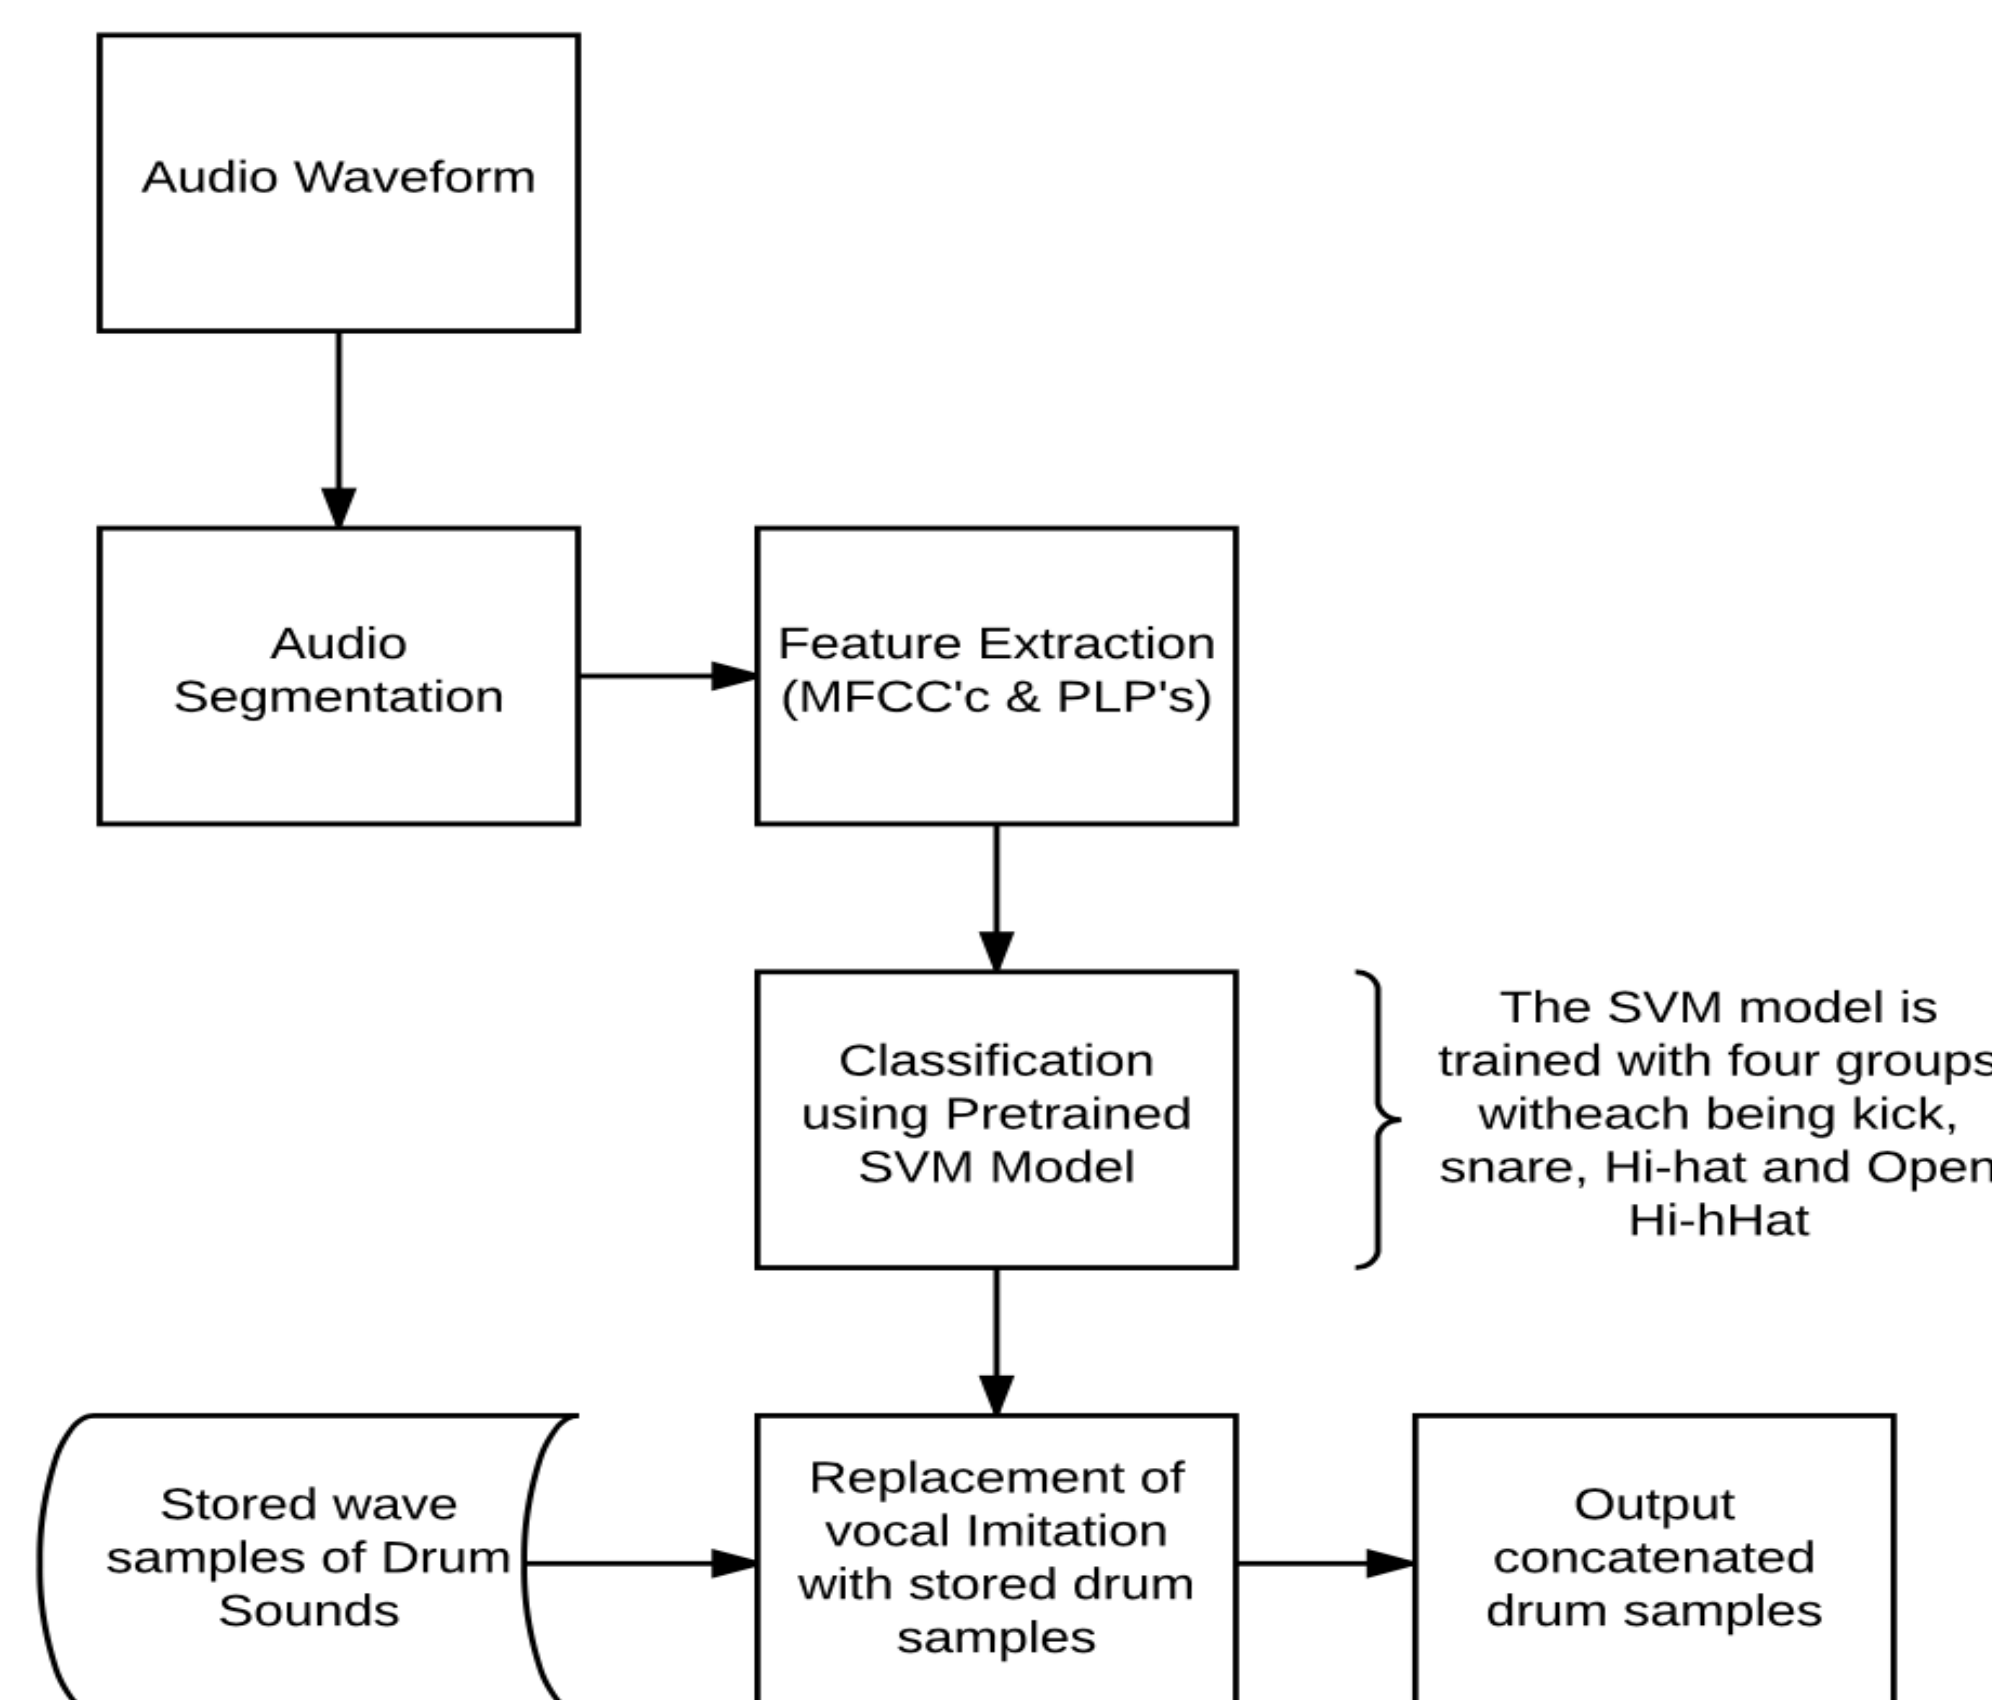 Audio Waveform
Audio
Segmentation
Feature Extraction
(MFCC'c & PLP's)
Classification
using Pretrained
SVM Model
The SVM model is
trained with four groups
witheach being kick,
snare, Hi-hat and Open
Hi-hHat
Stored wave
samples of Drum
Sounds
Replacement of
vocal Imitation
with stored drum
samples
Output
concatenated
drum samples